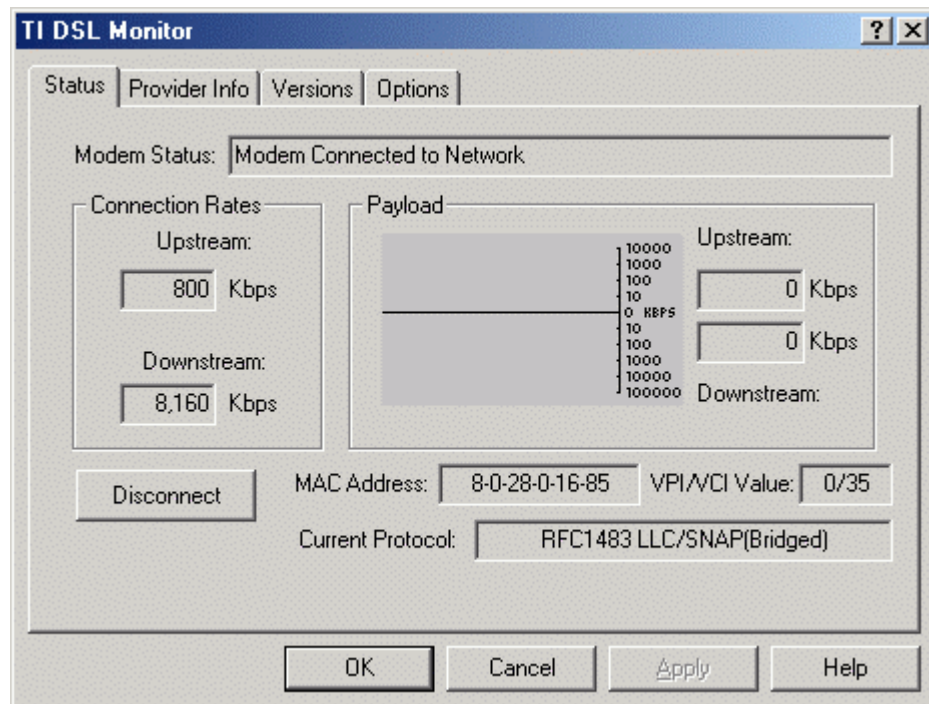 TI DSL Monitor
Status Provider Info Versions Options
Modem Status: Modem Connected to Network
Connection Rates
Upstream:
800 Kbps
Downstream:
8,160 Kbps
Payload
10000
1000
100
10
0 KBPS
10
100
1000
10000
100000
Upstream:
0 Kbps
0 Kbps
Downstream:
Disconnect
MAC Address: 8-0-28-0-16-85 VPI/VCI Value: 0/35
Current Protocol: RFC1483 LLC/SNAP(Bridged)
OK Cancel Apply Help